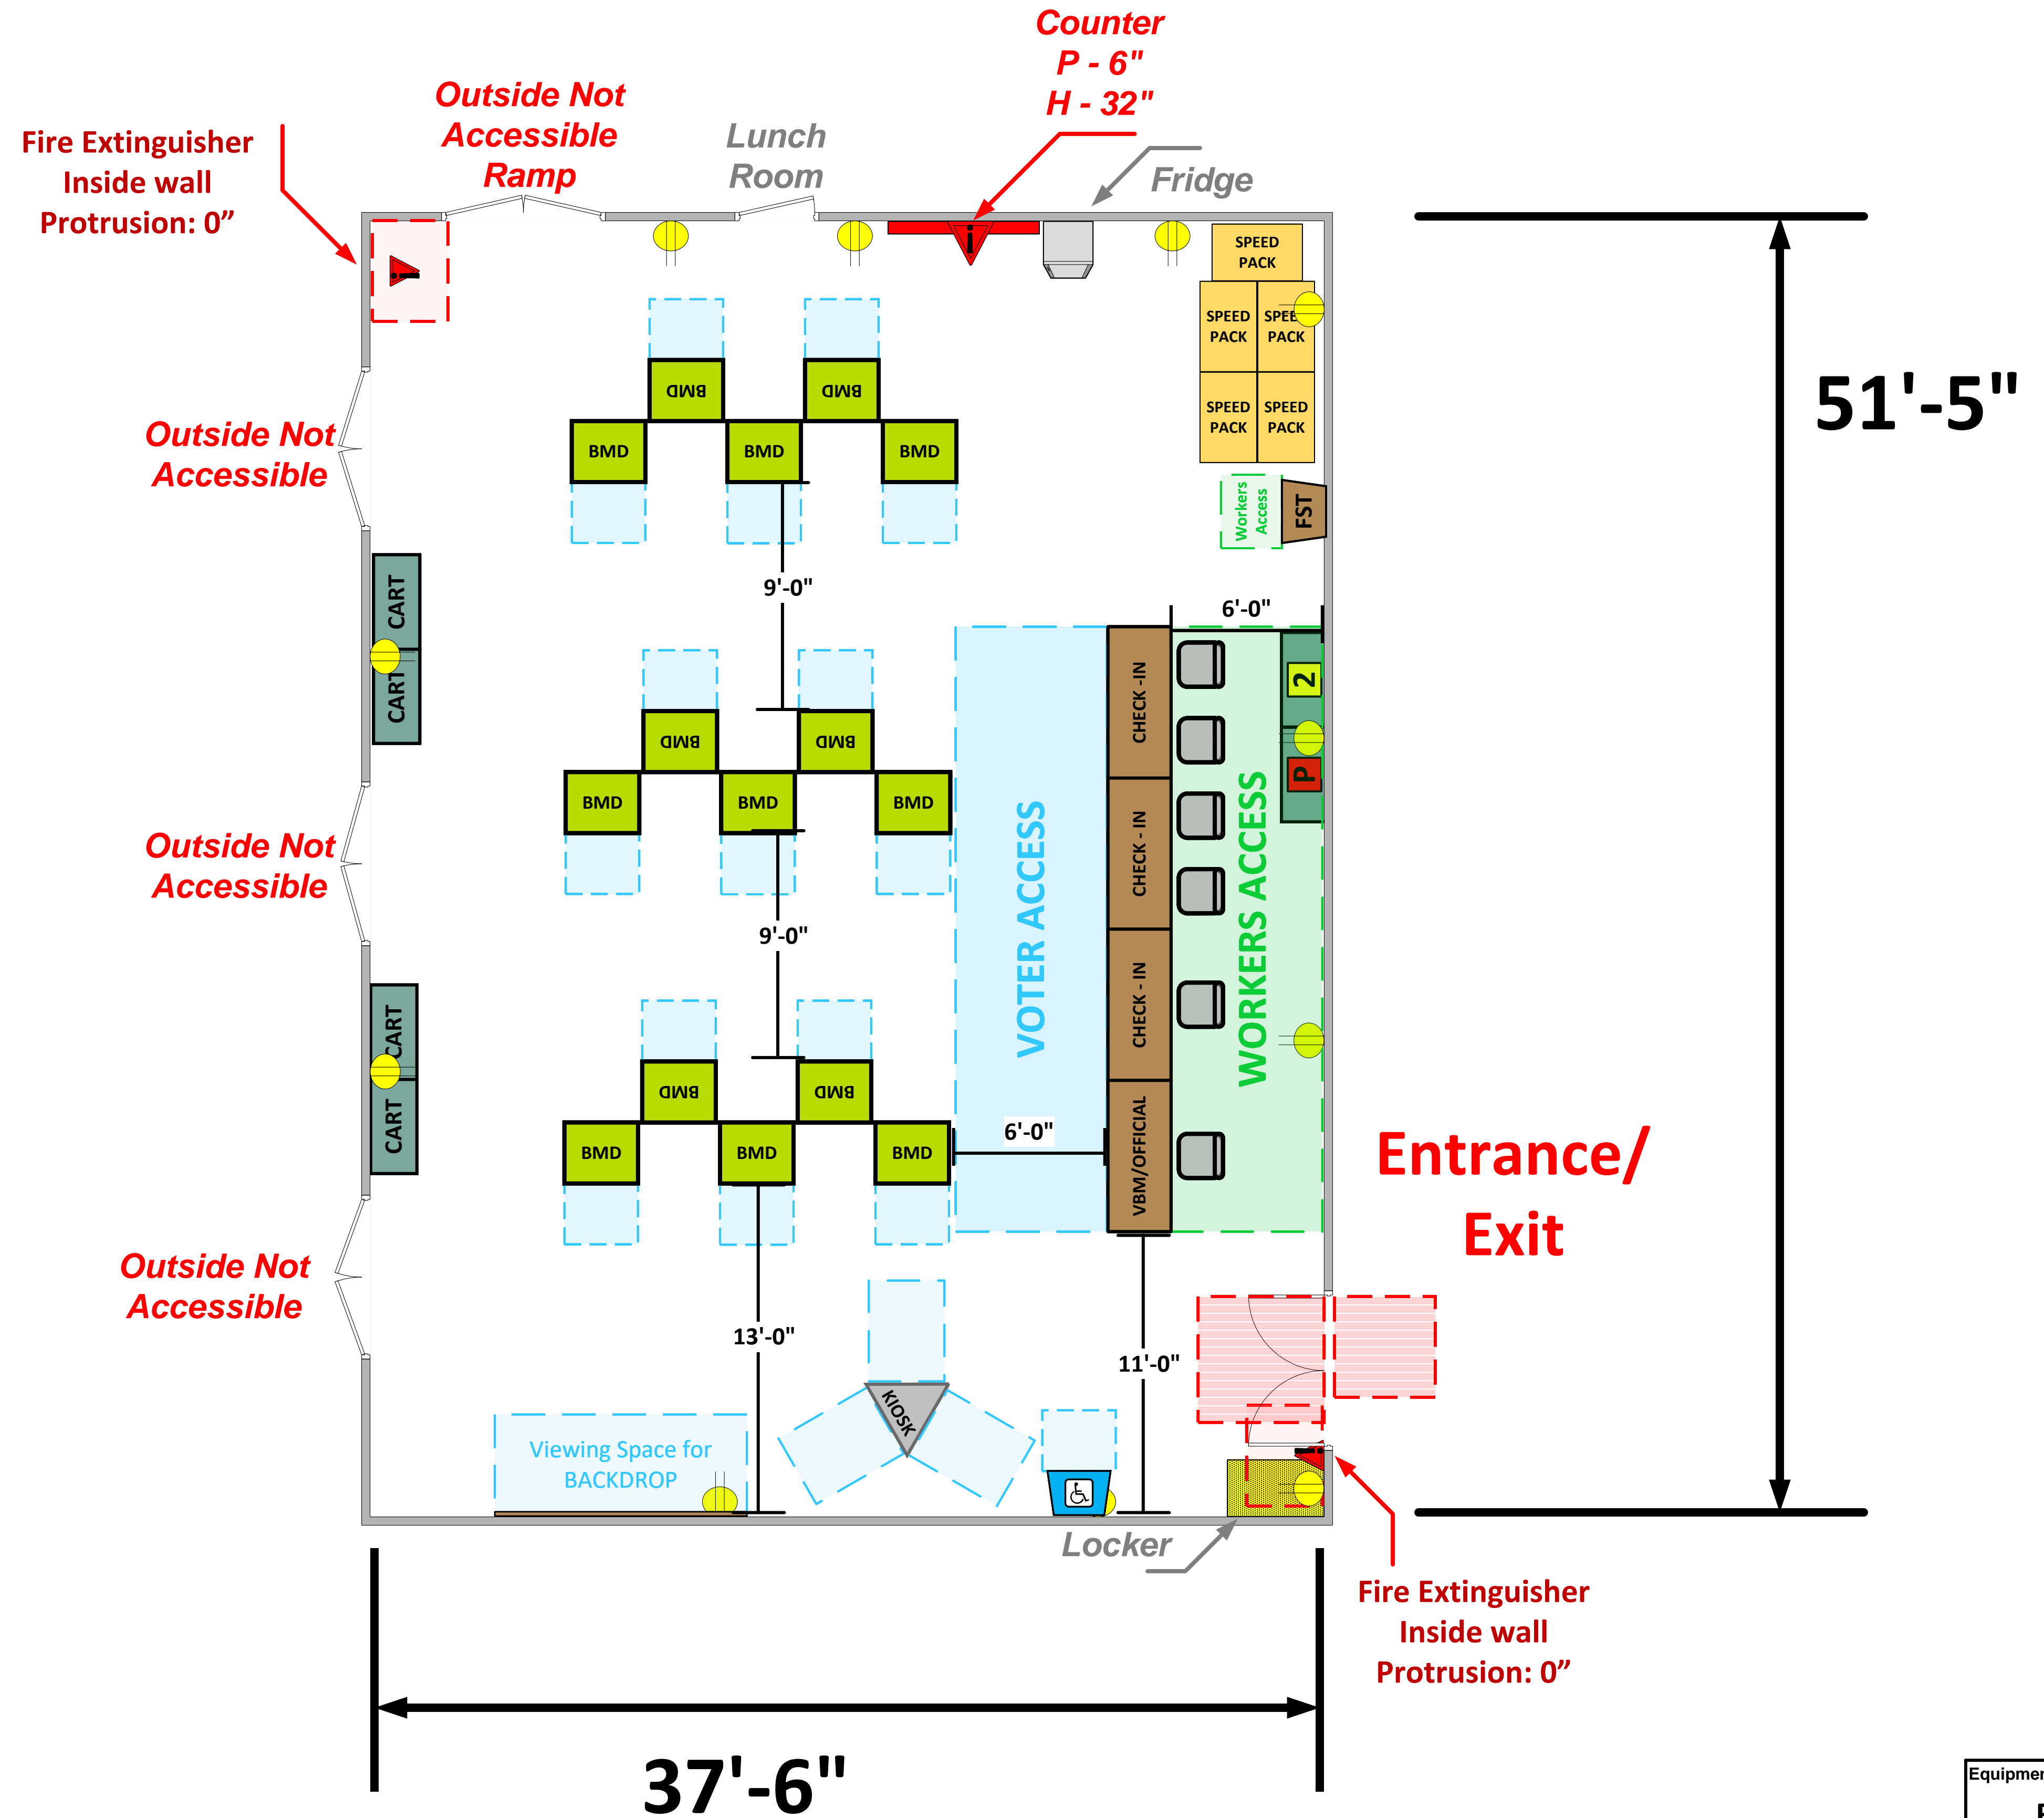 Counter
P - 6"
H - 32"
Outside Not
Accessible
Ramp
Fire Extinguisher
Inside wall
Protrusion: 0”
Lunch
Room
Fridge
SPEED
PACK
SPEED
PACK
SPEED
PACK
SPEED
PACK
SPEED
PACK
51'-5"
BMD
BMD
BMD
BMD
BMD
Outside Not
Accessible
Workers
Access
FST
9'-0"
6'-0"
CART
CART
CHECK -IN
2
BMD
BMD
BMD
BMD
BMD
P
Outside Not
Accessible
VOTER ACCESS
CHECK - IN
WORKERS ACCESS
9'-0"
CHECK - IN
CART
CART
BMD
BMD
BMD
BMD
BMD
6'-0"
VBM/OFFICIAL
Entrance/
Exit
Outside Not
Accessible
13'-0"
11'-0"
KIOSK
Viewing Space for
BACKDROP
Locker
Fire Extinguisher
Inside wall
Protrusion: 0”
37'-6"